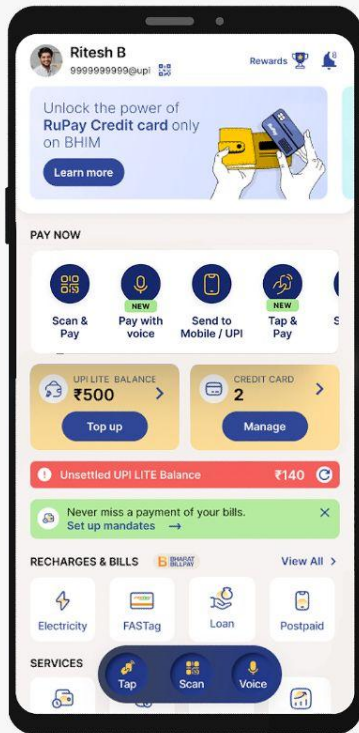 Ritesh B
9999999999@upi
Rewards
8
Unlock the power of
RuPay Credit card only
on BHIM
Learn more
RuPay
PAY NOW
Scan &
Pay
NEW
Pay with
voice
Send to
Mobile / UPI
NEW
Tap &
Pay
S
UPI LITE BALANCE
₹500
Top up
CREDIT CARD
2
Manage
Unsettled UPI LITE Balance
₹140
Never miss a payment of your bills.
Set up mandates →
RECHARGES & BILLS
BHARAT
BILLPAY
View All
Electricity
FASTag
Loan
Postpaid
SERVICES
Tap
Scan
Voice